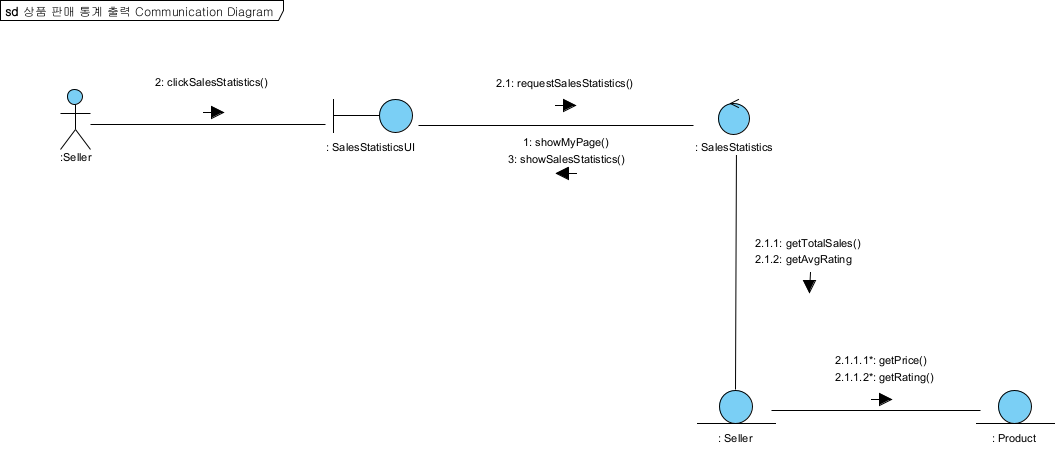 sd 상품 판매 통계 출력 Communication Diagram
2: clickSalesStatistics()
2.1: requestSalesStatistics()
:Seller
: SalesStatisticsUI
1: showMyPage()
3: showSalesStatistics()
: SalesStatistics
2.1.1: getTotalSales()
2.1.2: getAvgRating
2.1.1.1*: getPrice()
2.1.1.2*: getRating()
: Seller
: Product